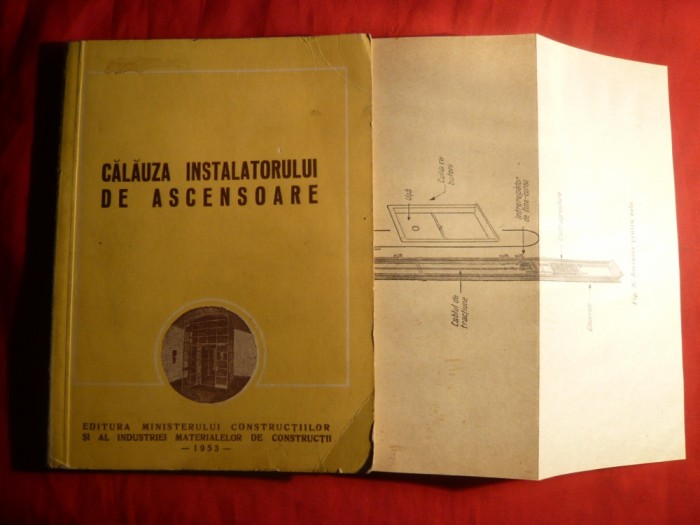 CĂLĂUZA INSTALATORULUI
DE ASCENSOARE
EDITURA MINISTERULUI CONSTRUCȚIILOR
ȘI AL INDUSTRIEI MATERIALELOR DE CONSTRUCȚII
— 1953 —
Ușă
Cutia cu
butoni
Întrerupător
de fine-cursă
Cablul de
tracțiune